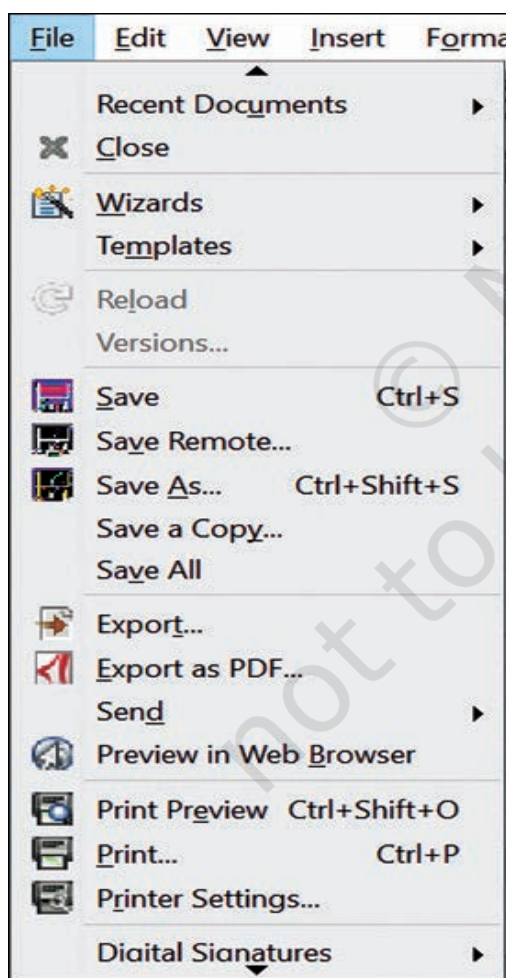 File Edit View Insert Forma
Recent Documents
Close
Wizards
Templates
Reload
Versions...
Save Ctrl+S
Save Remote...
Save As... Ctrl+Shift+S
Save a Copy...
Save All
Export...
Export as PDF...
Send
Preview in Web Browser
Print Preview Ctrl+Shift+O
Print... Ctrl+P
Printer Settings...
Digital Signatures
© N
not to